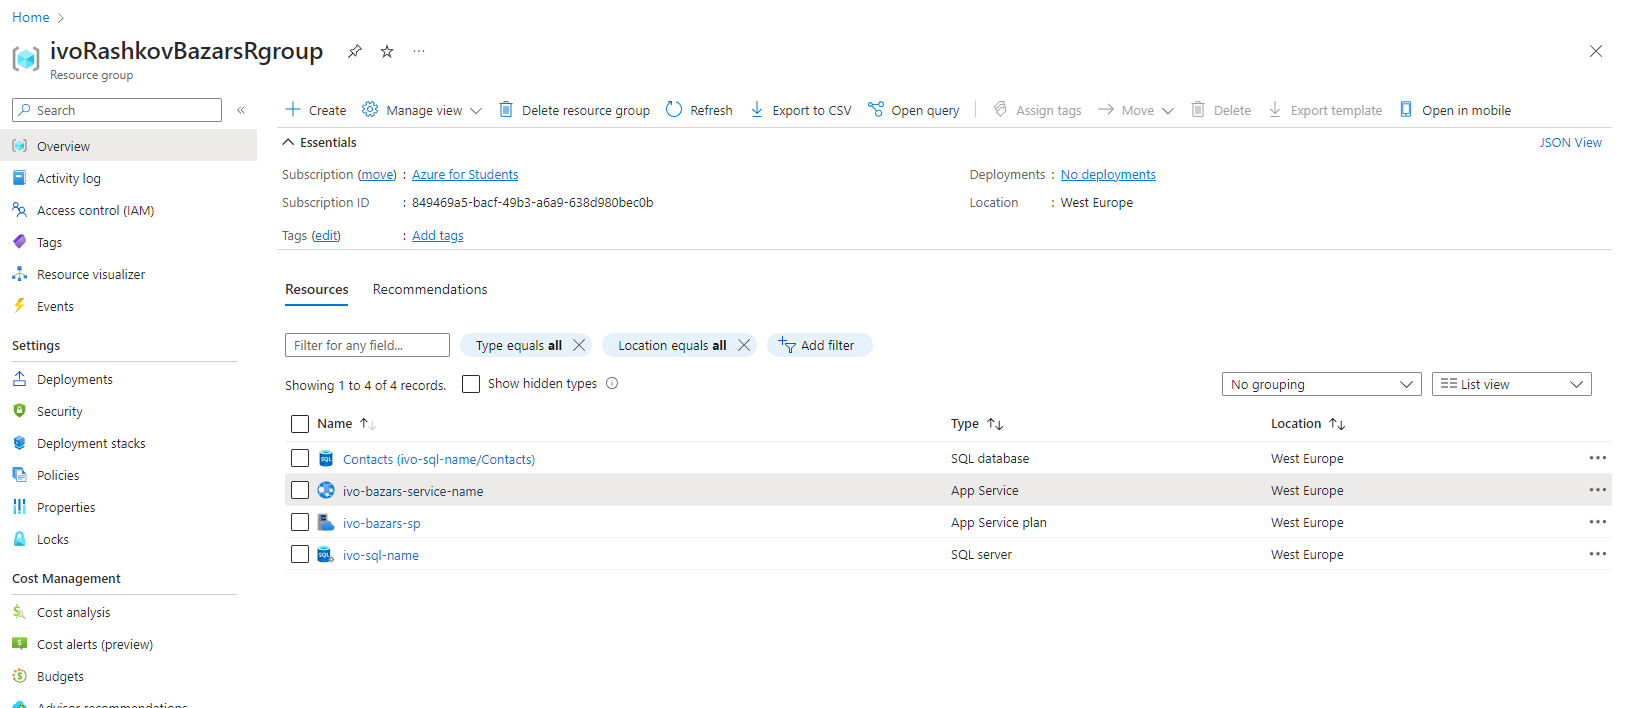 Home
ivoRashkovBazarsRgroup
Resource group
Search
Create Manage view Delete resource group Refresh Export to CSV Open query Assign tags Move Delete Export template Open in mobile
Overview
Activity log
Access control (IAM)
Tags
Resource visualizer
Events
Settings
Deployments
Security
Deployment stacks
Policies
Properties
Locks
Cost Management
Cost analysis
Cost alerts (preview)
Budgets
Advisor recommendations
Essentials JSON View
Subscription (move) : Azure for Students Deployments : No deployments
Subscription ID : 849469a5-bacf-49b3-a6a9-638d980bec0b Location : West Europe
Tags (edit) : Add tags
Resources Recommendations
Filter for any field... Type equals all Location equals all Add filter
Showing 1 to 4 of 4 records. Show hidden types No grouping List view
Name Type Location
Contacts (ivo-sql-name/Contacts) SQL database West Europe
ivo-bazars-service-name App Service West Europe
ivo-bazars-sp App Service plan West Europe
ivo-sql-name SQL server West Europe